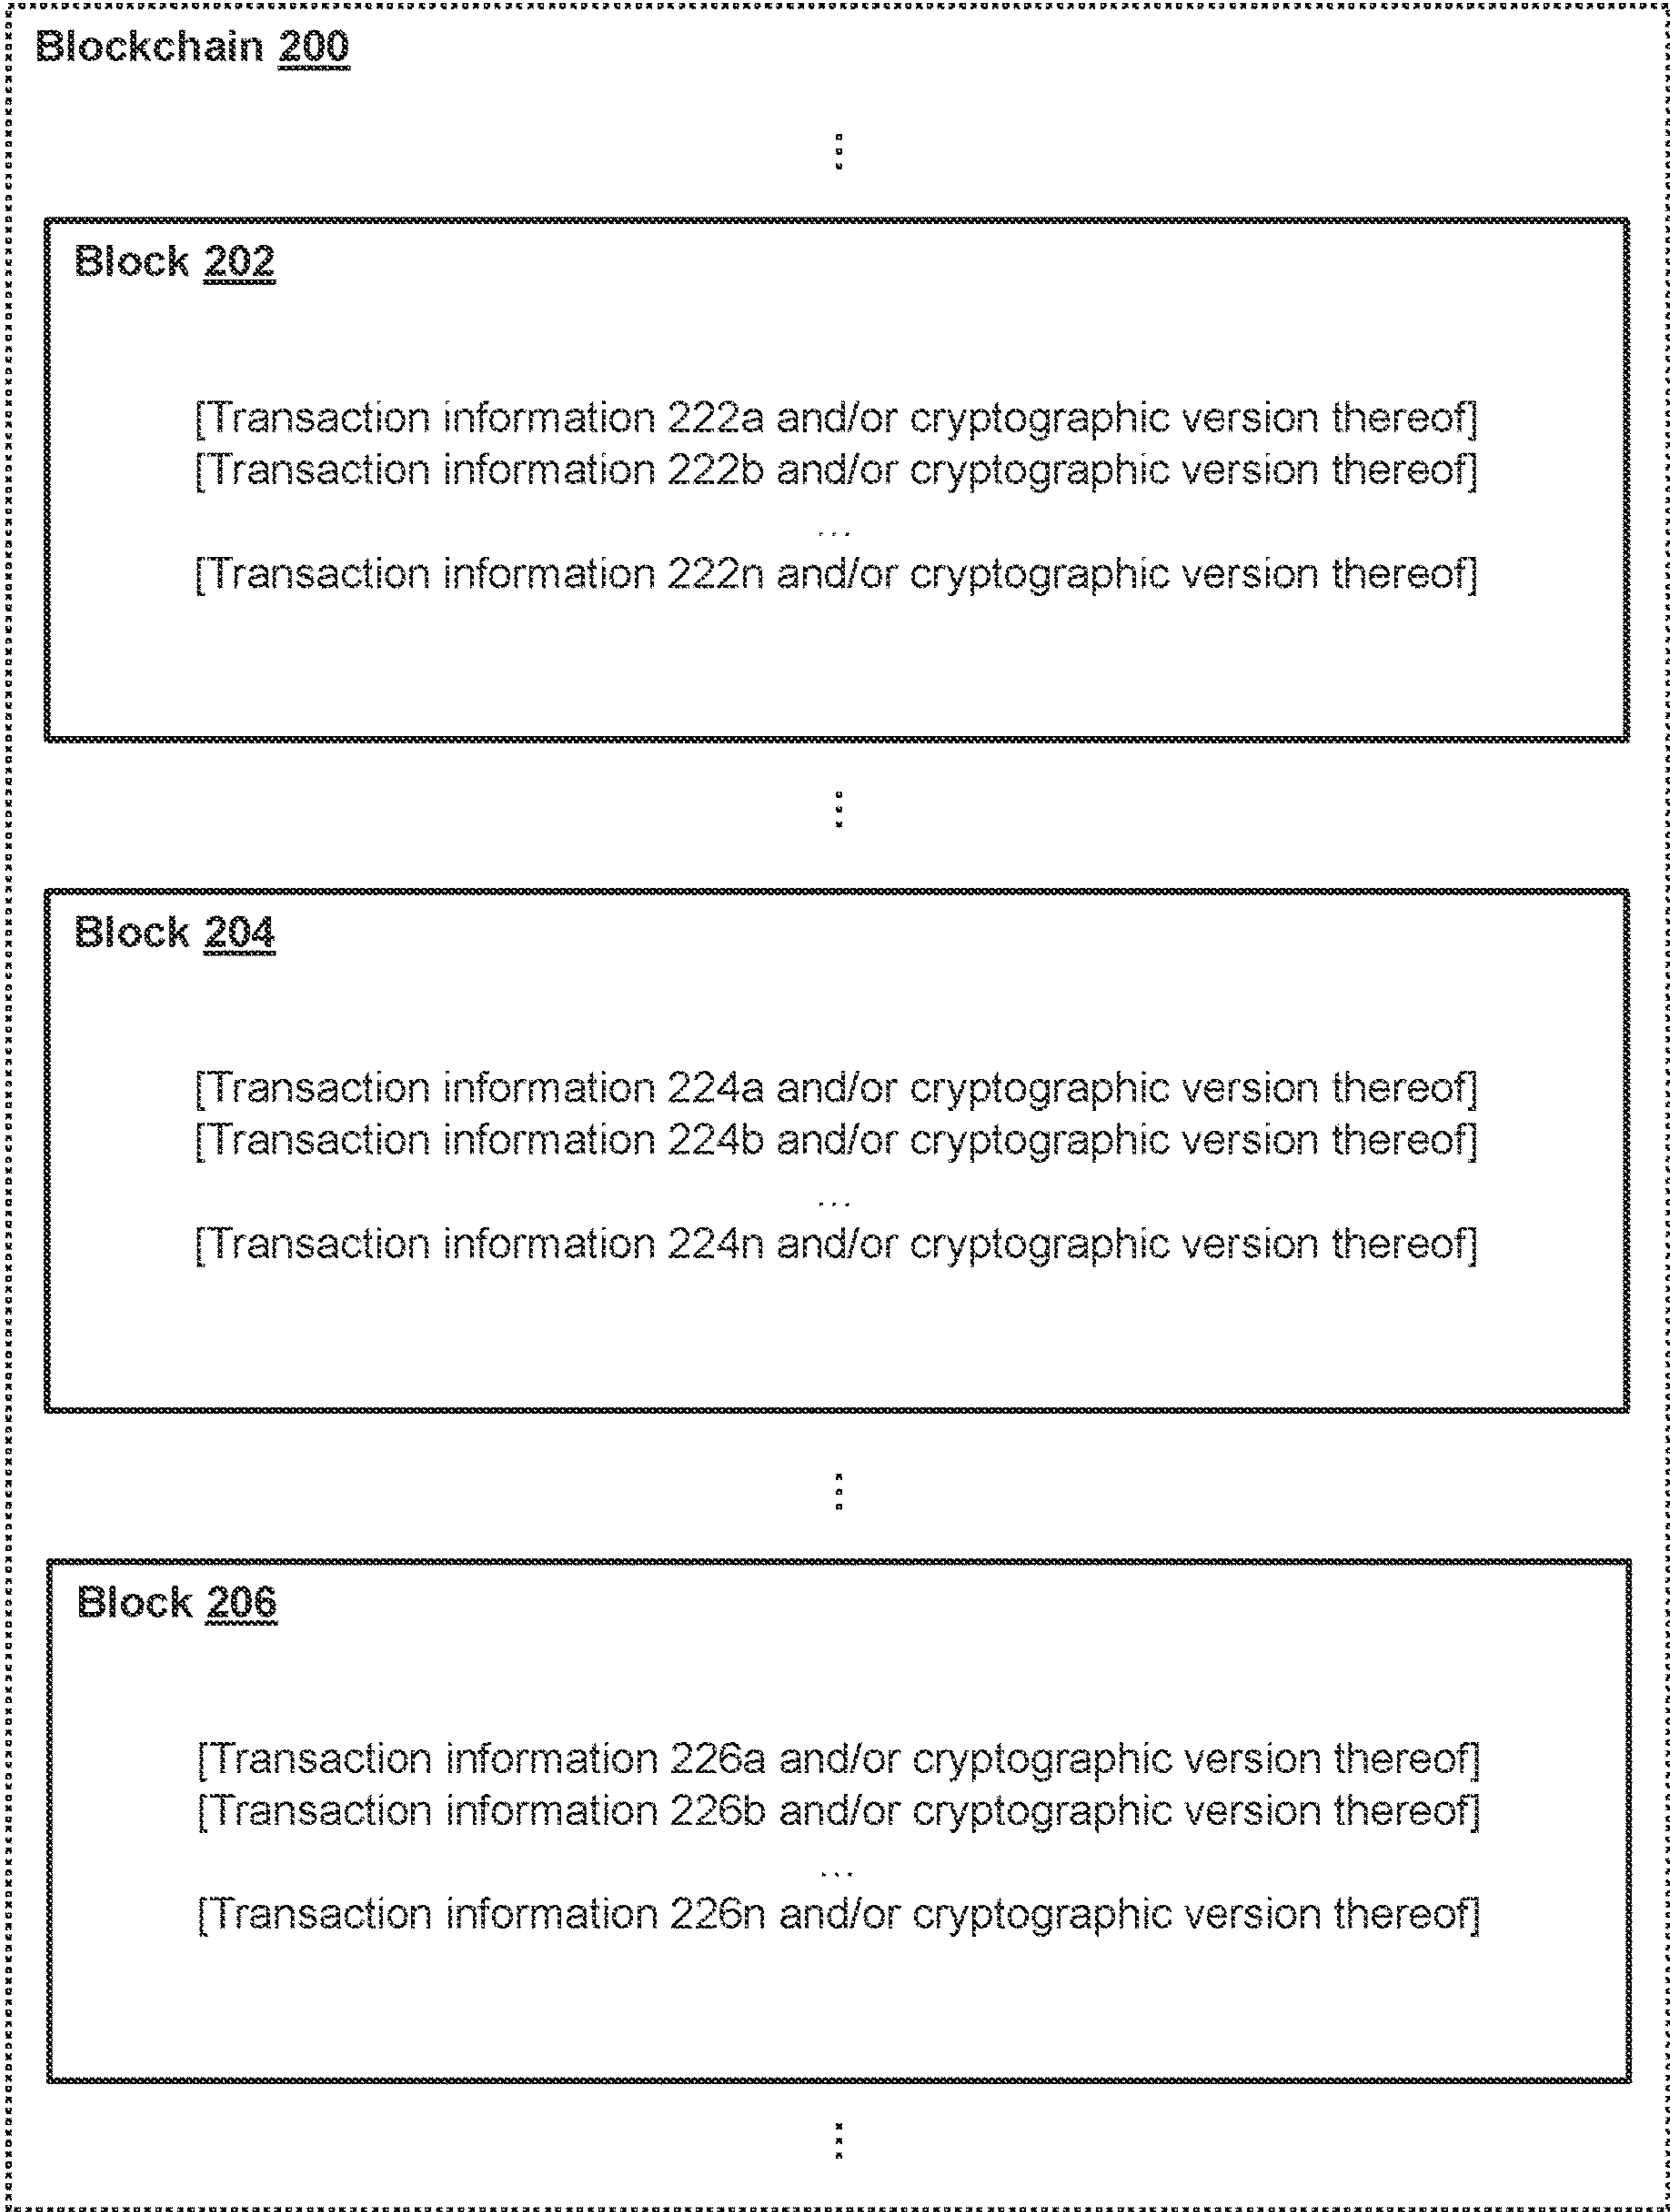 Blockchain 200
⋮
Block 202
[Transaction information 222a and/or cryptographic version thereof]
[Transaction information 222b and/or cryptographic version thereof]
...
[Transaction information 222n and/or cryptographic version thereof]
⋮
Block 204
[Transaction information 224a and/or cryptographic version thereof]
[Transaction information 224b and/or cryptographic version thereof]
...
[Transaction information 224n and/or cryptographic version thereof]
⋮
Block 206
[Transaction information 226a and/or cryptographic version thereof]
[Transaction information 226b and/or cryptographic version thereof]
...
[Transaction information 226n and/or cryptographic version thereof]
⋮